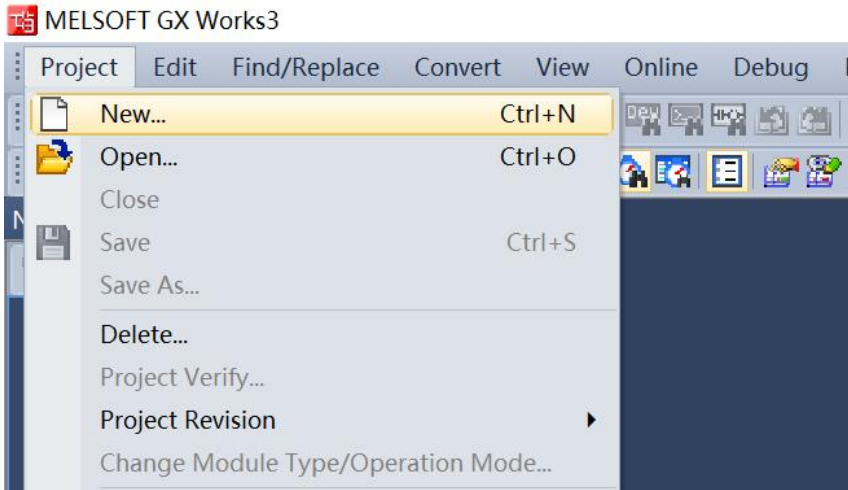 MELSOFT GX Works3
Project Edit Find/Replace Convert View Online Debug
New... Ctrl+N
Open... Ctrl+O
Close
Save Ctrl+S
Save As...
Delete...
Project Verify...
Project Revision
Change Module Type/Operation Mode...